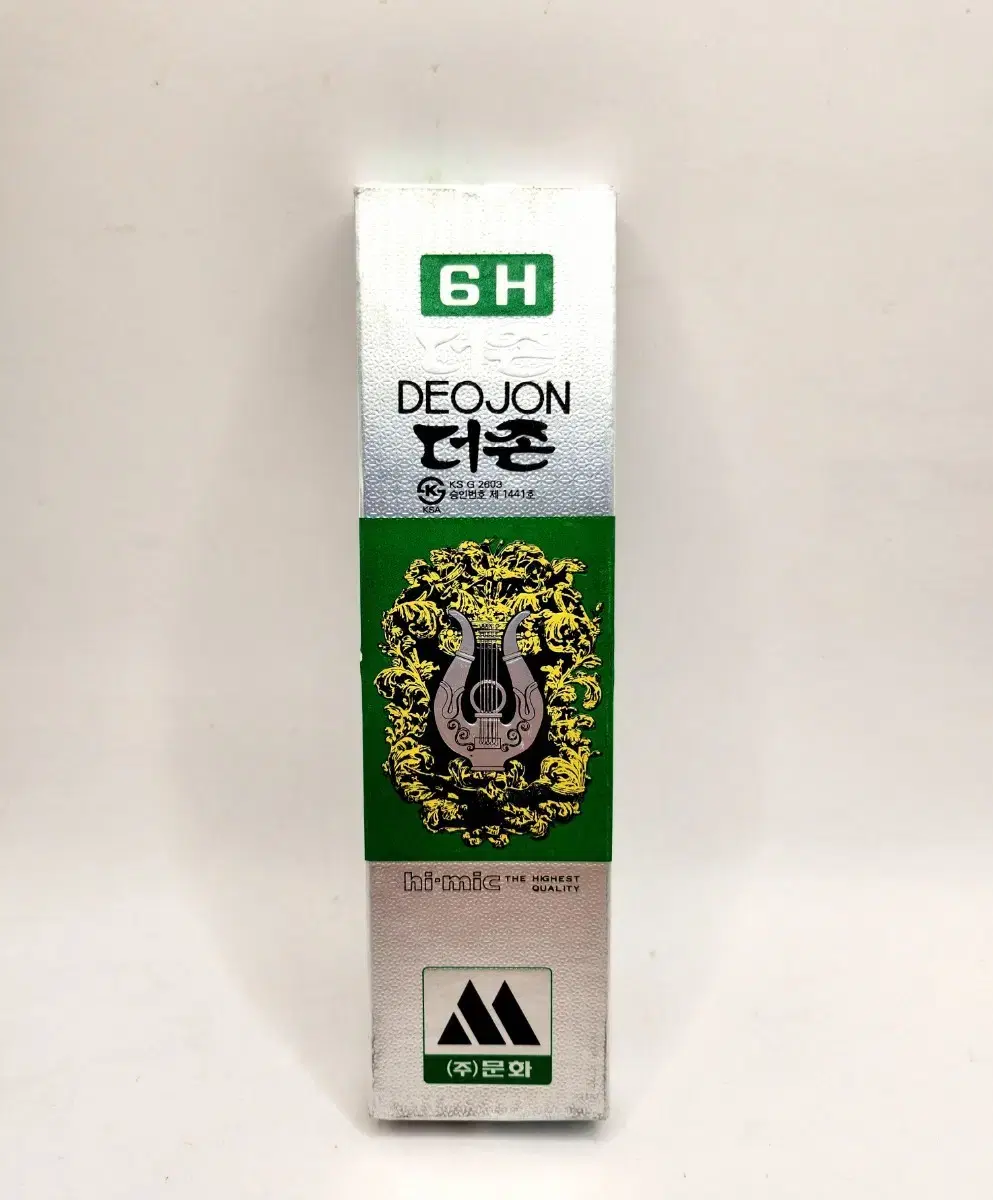 6H
더존
DEOJON
더존
KS G 2603
승인번호 제 1441호
KSA
hi-mic THE HIGHEST
QUALITY
(주)문화